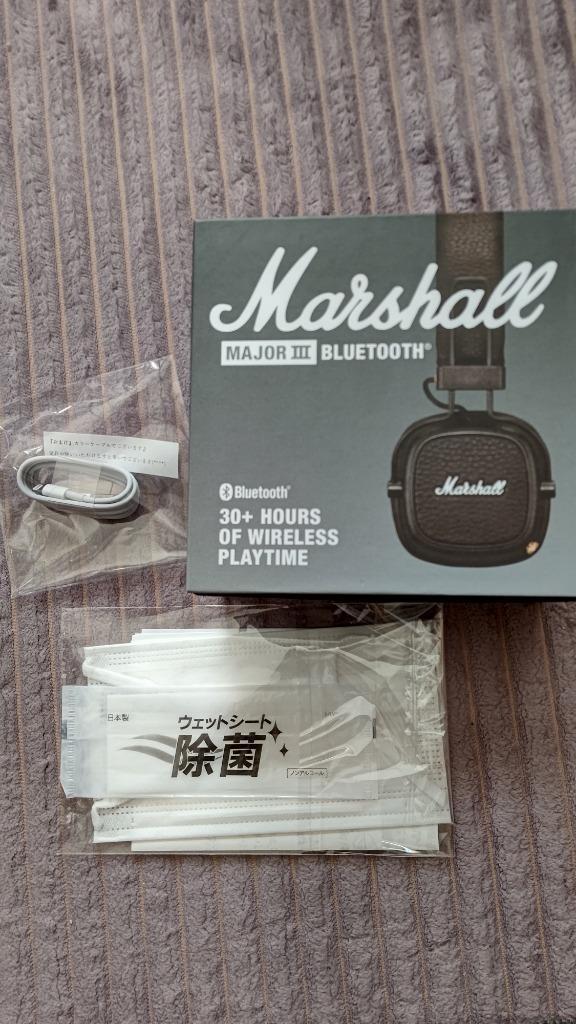 Marshall
MAJOR III BLUETOOTH®
Marshall
Bluetooth®
30+ HOURS
OF WIRELESS
PLAYTIME
日本製
ウェットシート
除菌
ノンアルコール